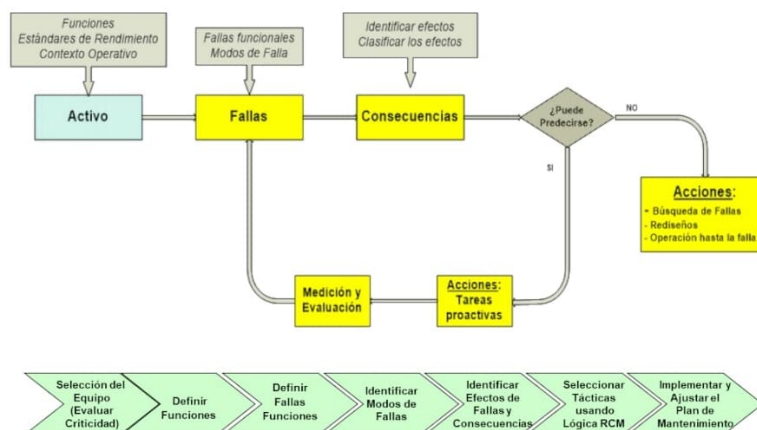 Funciones
Estándares de Rendimiento
Contexto Operativo
Fallas funcionales
Modos de Falla
Identificar efectos
Clasificar los efectos
Activo
Fallas
Consecuencias
¿Puede
Predecirse?
NO
SI
Acciones:
- Búsqueda de Fallas
- Rediseños
- Operación hasta la falla
Medición y
Evaluación
Acciones:
Tareas
proactivas
Selección del
Equipo
(Evaluar
Criticidad)
Definir
Funciones
Definir
Fallas
Funciones
Identificar
Modos de
Fallas
Identificar
Efectos de
Fallas y
Consecuencias
Seleccionar
Tácticas
usando
Lógica RCM
Implementar y
Ajustar el
Plan de
Mantenimiento